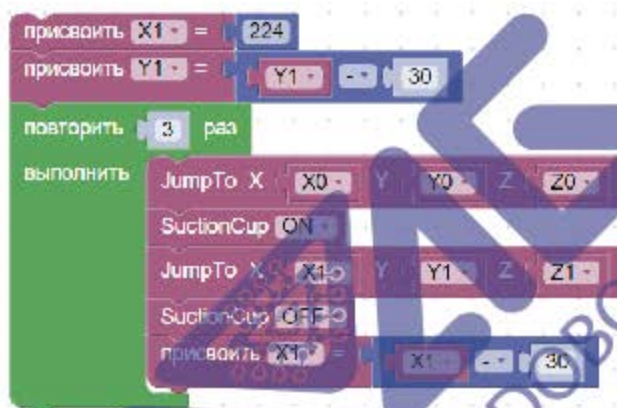 присвоить X1 = 224
присвоить Y1 = Y1 - 30
повторить 3 раз
выполнить
JumpTo X X0 Y Y0 Z Z0
SuctionCup ON
JumpTo X X1 Y Y1 Z Z1
SuctionCup OFF
присвоить X1 = X1 - 30